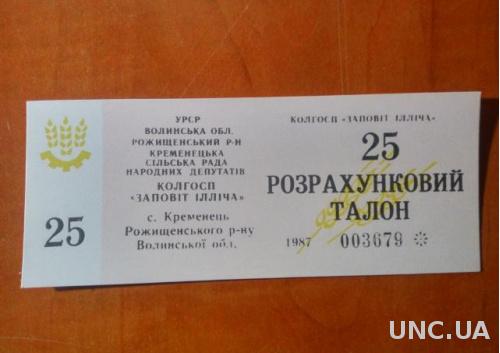 УРСР
ВОЛИНСЬКА ОБЛ.
РОЖИЩЕНСЬКИЙ Р-Н
КРЕМЕНЕЦЬКА
СІЛЬСЬКА РАДА
НАРОДНИХ ДЕПУТАТІВ
КОЛГОСП
«ЗАПОВІТ ІЛЛІЧА»
с. Кременець
Рожищенського р-ну
Волинської обл.
25
КОЛГОСП «ЗАПОВІТ ІЛЛІЧА»
25
РОЗРАХУНКОВИЙ
ТАЛОН
1987 003679 ※
UNC.UA